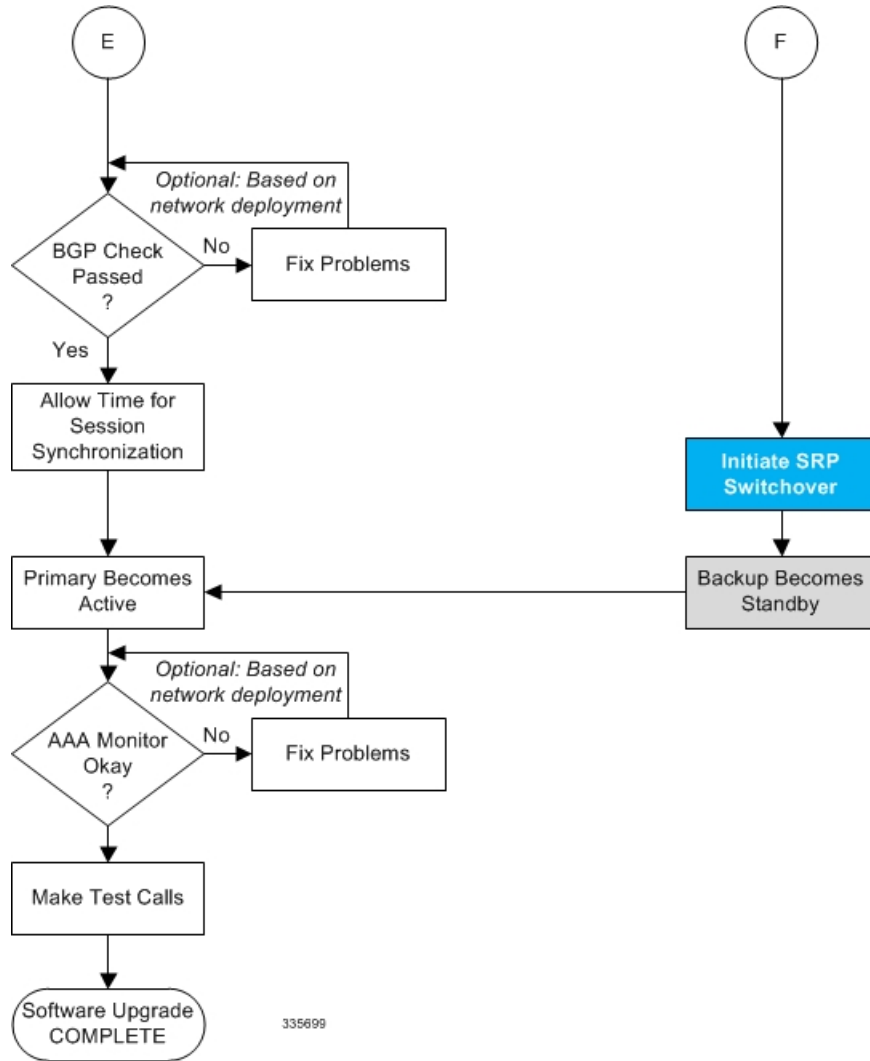 E
F
Optional: Based on
network deployment
BGP Check
Passed
?
No
Fix Problems
Yes
Allow Time for
Session
Synchronization
Initiate SRP
Switchover
Primary Becomes
Active
Backup Becomes
Standby
Optional: Based on
network deployment
AAA Monitor
Okay
?
No
Fix Problems
Make Test Calls
Software Upgrade
COMPLETE
335699